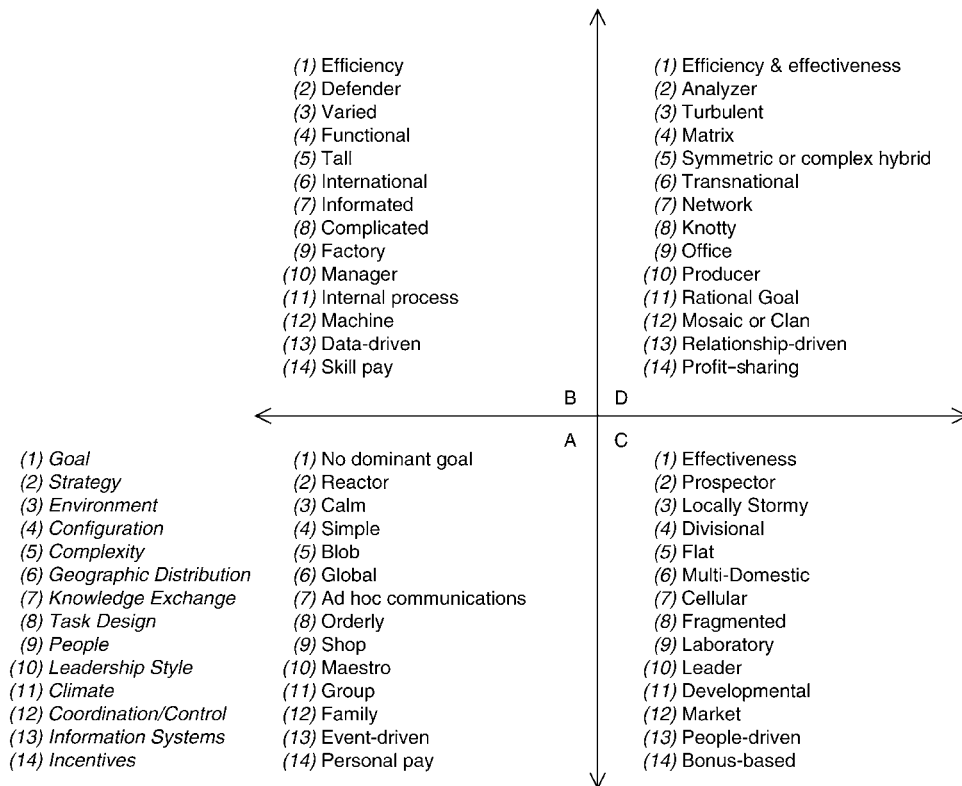 (1) Efficiency
(2) Defender
(3) Varied
(4) Functional
(5) Tall
(6) International
(7) Informated
(8) Complicated
(9) Factory
(10) Manager
(11) Internal process
(12) Machine
(13) Data-driven
(14) Skill pay
(1) Efficiency & effectiveness
(2) Analyzer
(3) Turbulent
(4) Matrix
(5) Symmetric or complex hybrid
(6) Transnational
(7) Network
(8) Knotty
(9) Office
(10) Producer
(11) Rational Goal
(12) Mosaic or Clan
(13) Relationship-driven
(14) Profit-sharing
B D
A C
(1) Goal
(2) Strategy
(3) Environment
(4) Configuration
(5) Complexity
(6) Geographic Distribution
(7) Knowledge Exchange
(8) Task Design
(9) People
(10) Leadership Style
(11) Climate
(12) Coordination/Control
(13) Information Systems
(14) Incentives
(1) No dominant goal
(2) Reactor
(3) Calm
(4) Simple
(5) Blob
(6) Global
(7) Ad hoc communications
(8) Orderly
(9) Shop
(10) Maestro
(11) Group
(12) Family
(13) Event-driven
(14) Personal pay
(1) Effectiveness
(2) Prospector
(3) Locally Stormy
(4) Divisional
(5) Flat
(6) Multi-Domestic
(7) Cellular
(8) Fragmented
(9) Laboratory
(10) Leader
(11) Developmental
(12) Market
(13) People-driven
(14) Bonus-based